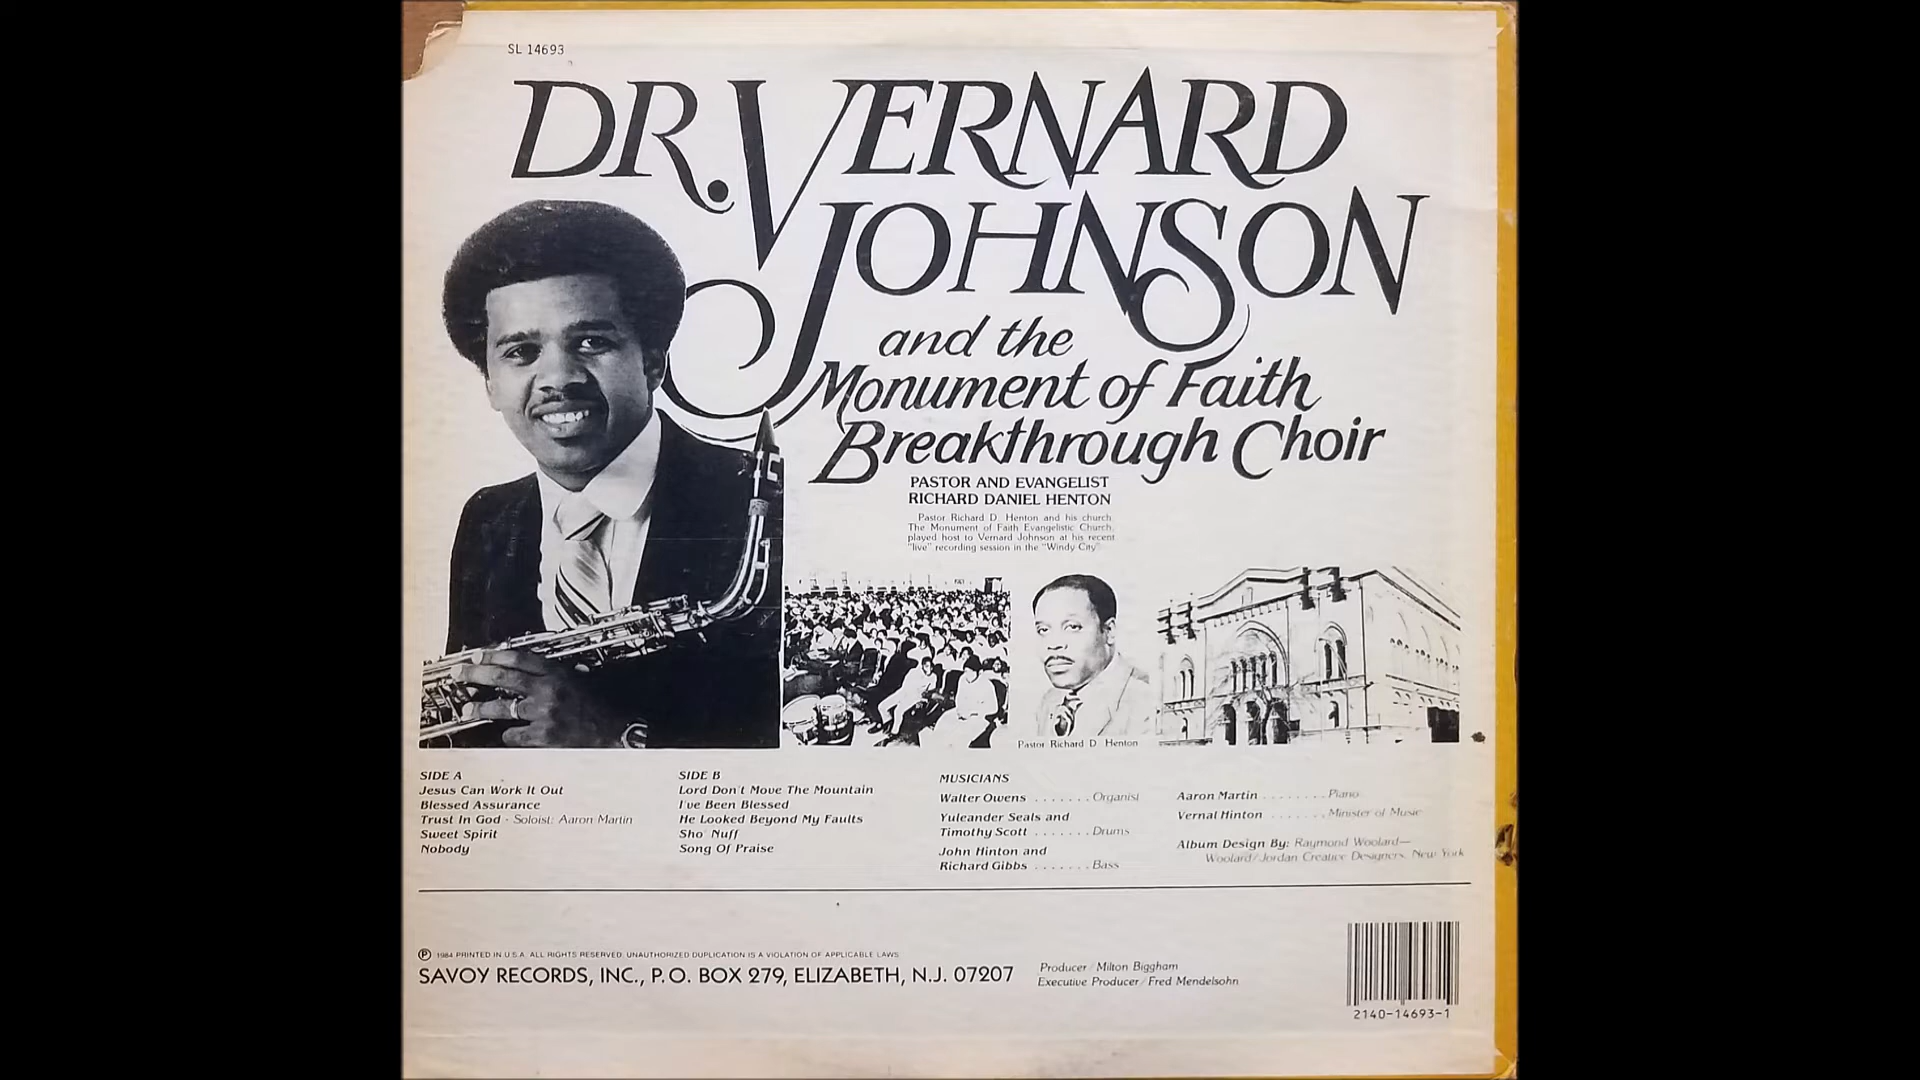 SL 14693
DR. VERNARD
JOHNSON
and the
Monument of Faith
Breakthrough Choir
PASTOR AND EVANGELIST
RICHARD DANIEL HENTON
Pastor Richard D. Henton and his church,
The Monument of Faith Evangelistic Church,
played host to Vernard Johnson at his recent
"live" recording session in the "Windy City"
Pastor Richard D. Henton
SIDE A
Jesus Can Work It Out
Blessed Assurance
Trust In God - Soloist: Aaron Martin
Sweet Spirit
Nobody
SIDE B
Lord Don't Move The Mountain
I've Been Blessed
He Looked Beyond My Faults
Sho' Nuff
Song Of Praise
MUSICIANS
Walter Owens ....... Organist
Yuleander Seals and
Timothy Scott ....... Drums
John Hinton and
Richard Gibbs ....... Bass
Aaron Martin ........ Piano
Vernal Hinton ....... Minister of Music
Album Design By: Raymond Woolard—
Woolard/Jordan Creative Designers, New York
Ⓟ 1984 PRINTED IN U.S.A. ALL RIGHTS RESERVED. UNAUTHORIZED DUPLICATION IS A VIOLATION OF APPLICABLE LAWS
SAVOY RECORDS, INC., P.O. BOX 279, ELIZABETH, N.J. 07207
Producer/Milton Biggham
Executive Producer/Fred Mendelsohn
2140-14693-1